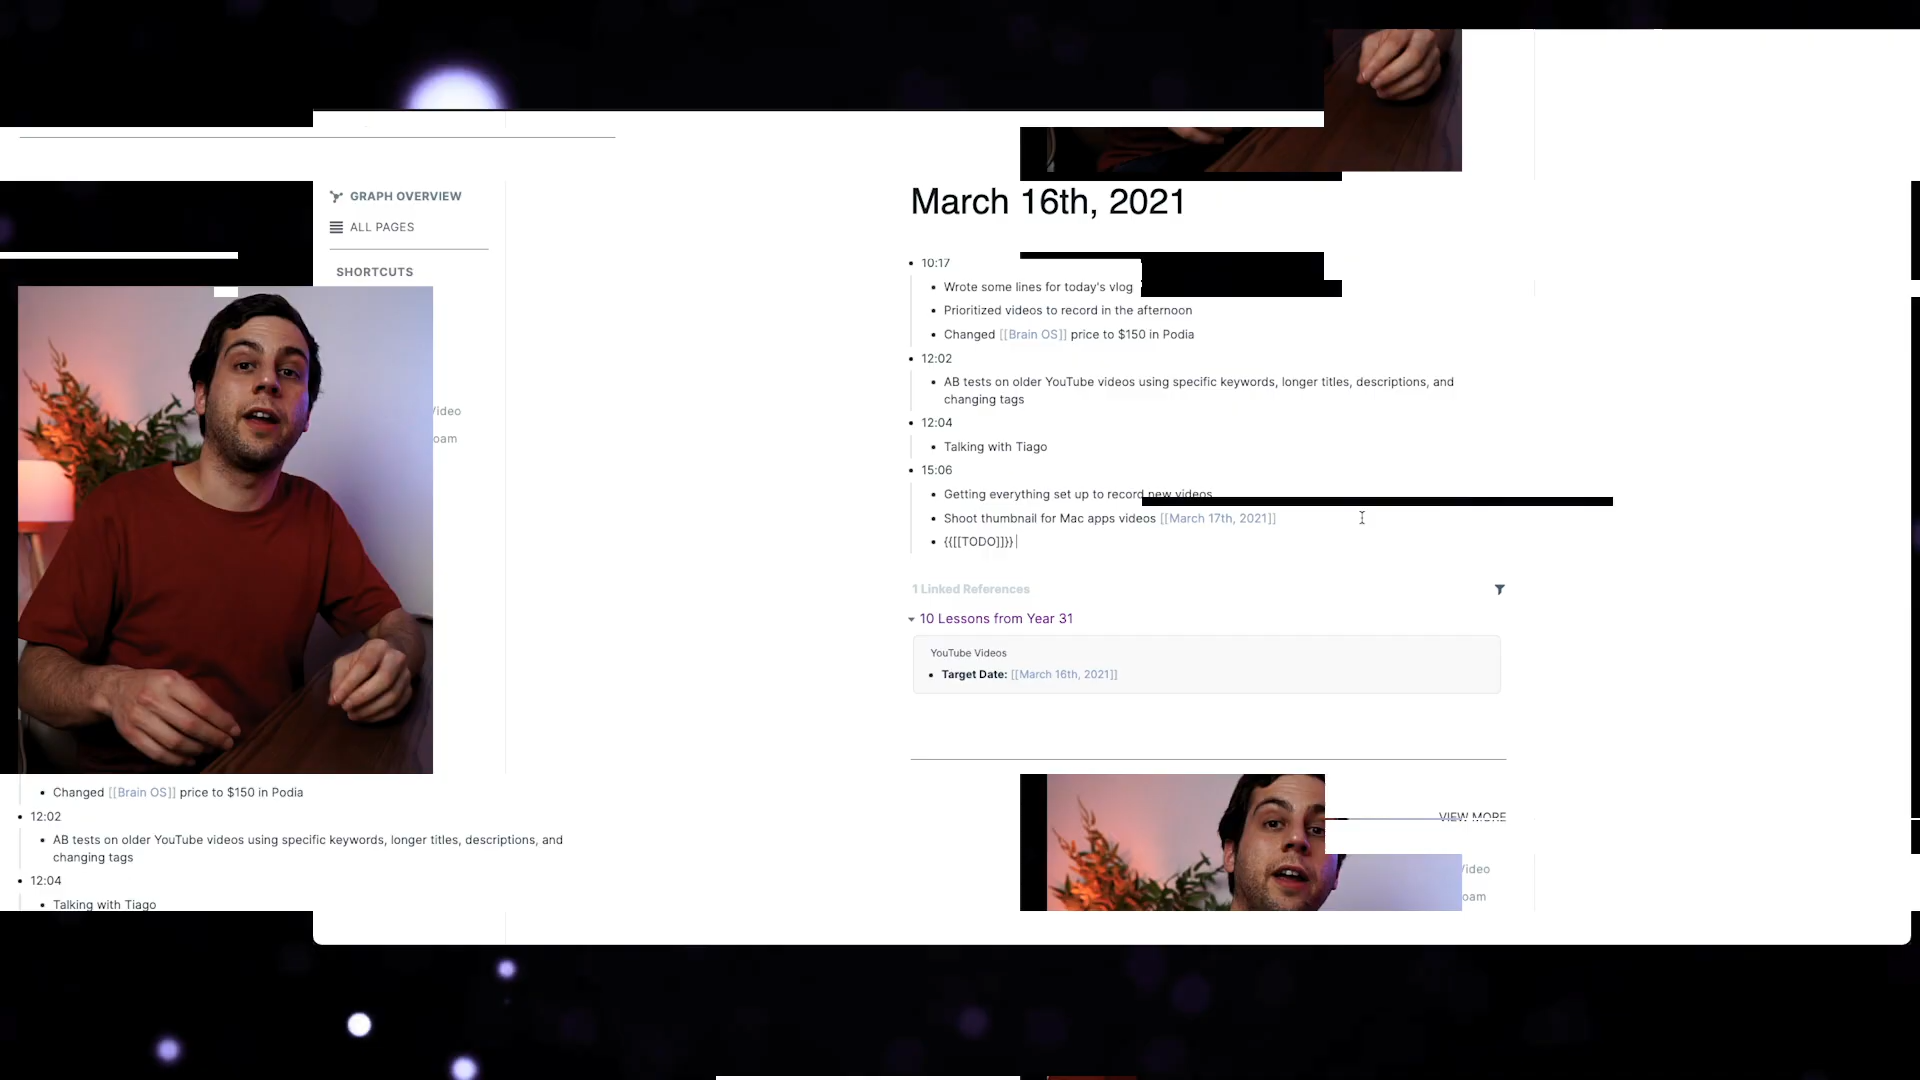 GRAPH OVERVIEW
ALL PAGES
SHORTCUTS
Video
oam
March 16th, 2021
10:17
Wrote some lines for today's vlog
Prioritized videos to record in the afternoon
Changed [[Brain OS]] price to $150 in Podia
12:02
AB tests on older YouTube videos using specific keywords, longer titles, descriptions, and
changing tags
12:04
Talking with Tiago
15:06
Getting everything set up to record new videos
Shoot thumbnail for Mac apps videos [[March 17th, 2021]]
{{[[TODO]]}}
1 Linked References
10 Lessons from Year 31
YouTube Videos
Target Date: [[March 16th, 2021]]
VIEW MORE
Video
oam
Changed [[Brain OS]] price to $150 in Podia
12:02
AB tests on older YouTube videos using specific keywords, longer titles, descriptions, and
changing tags
12:04
Talking with Tiago